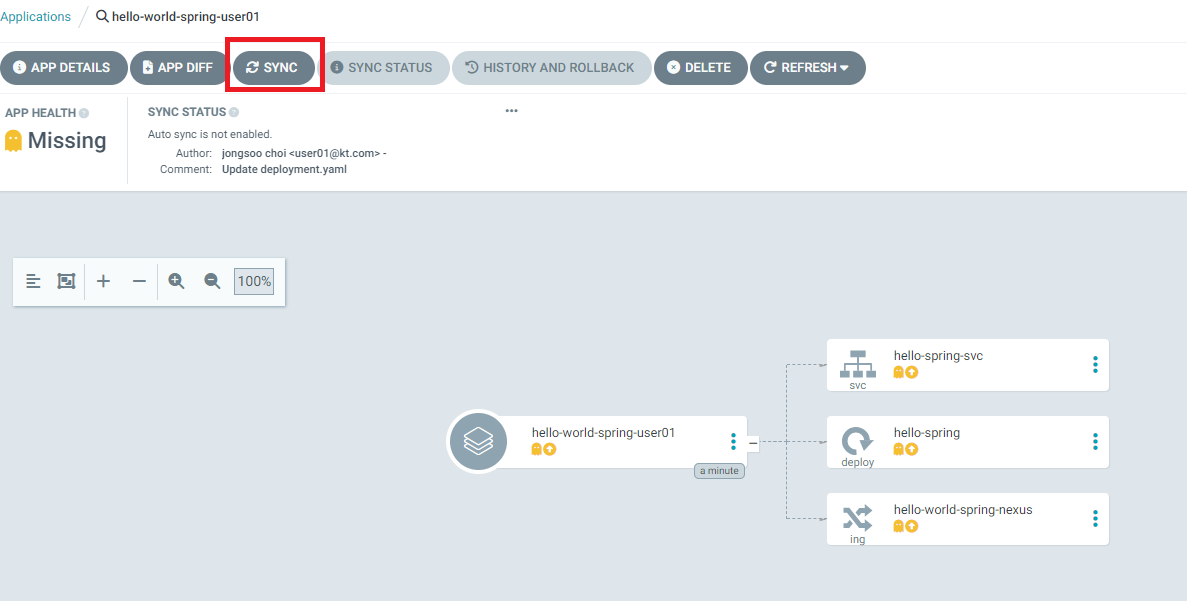 Applications / hello-world-spring-user01
APP DETAILS APP DIFF SYNC SYNC STATUS HISTORY AND ROLLBACK DELETE REFRESH
APP HEALTH
Missing
SYNC STATUS
Auto sync is not enabled.
Author: jongsoo choi <user01@kt.com> -
Comment: Update deployment.yaml
100%
hello-world-spring-user01
a minute
svc
hello-spring-svc
deploy
hello-spring
ing
hello-world-spring-nexus